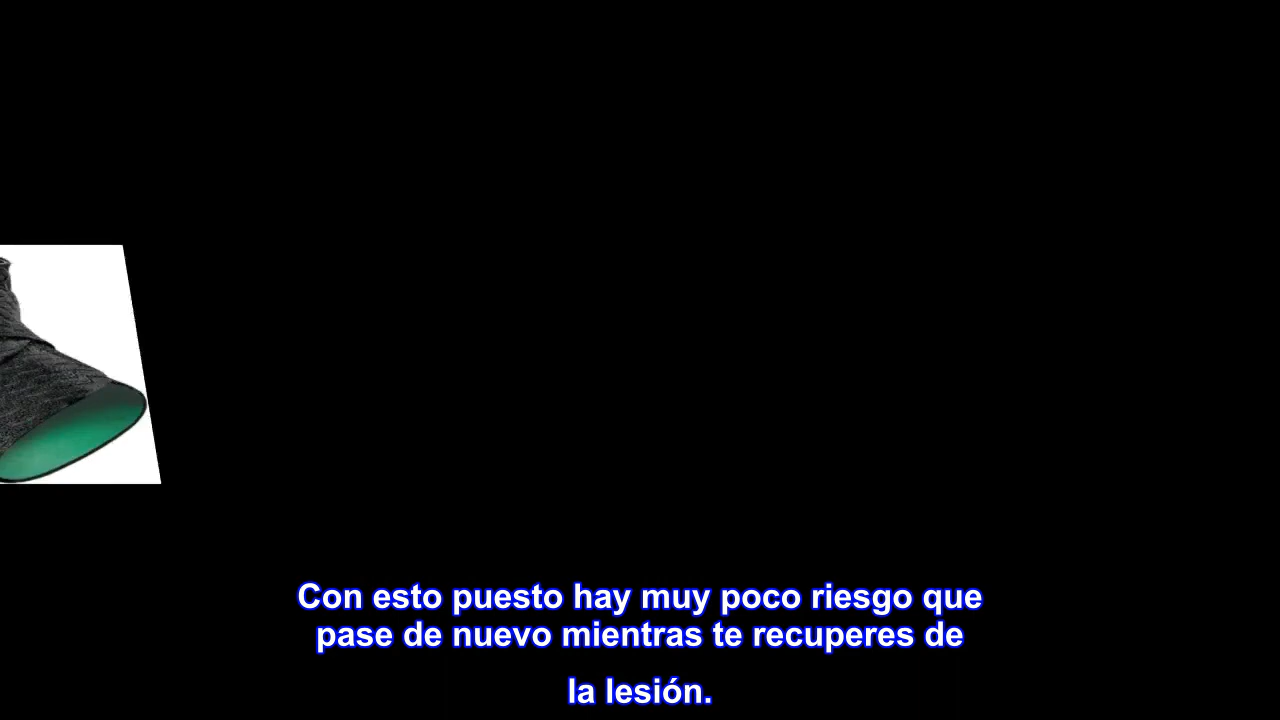 Con esto puesto hay muy poco riesgo que
pase de nuevo mientras te recuperes de
la lesión.